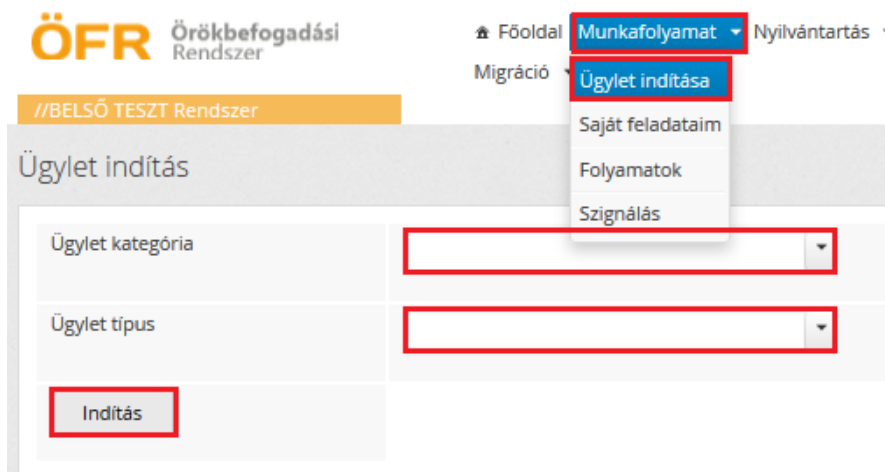 ÖFR Örökbefogadási
Rendszer
Főoldal Munkafolyamat Nyilvántartás
Migráció
Ügylet indítása
Saját feladataim
Folyamatok
Szignálás
//BELSŐ TESZT Rendszer
Ügylet indítás
Ügylet kategória
Ügylet típus
Indítás